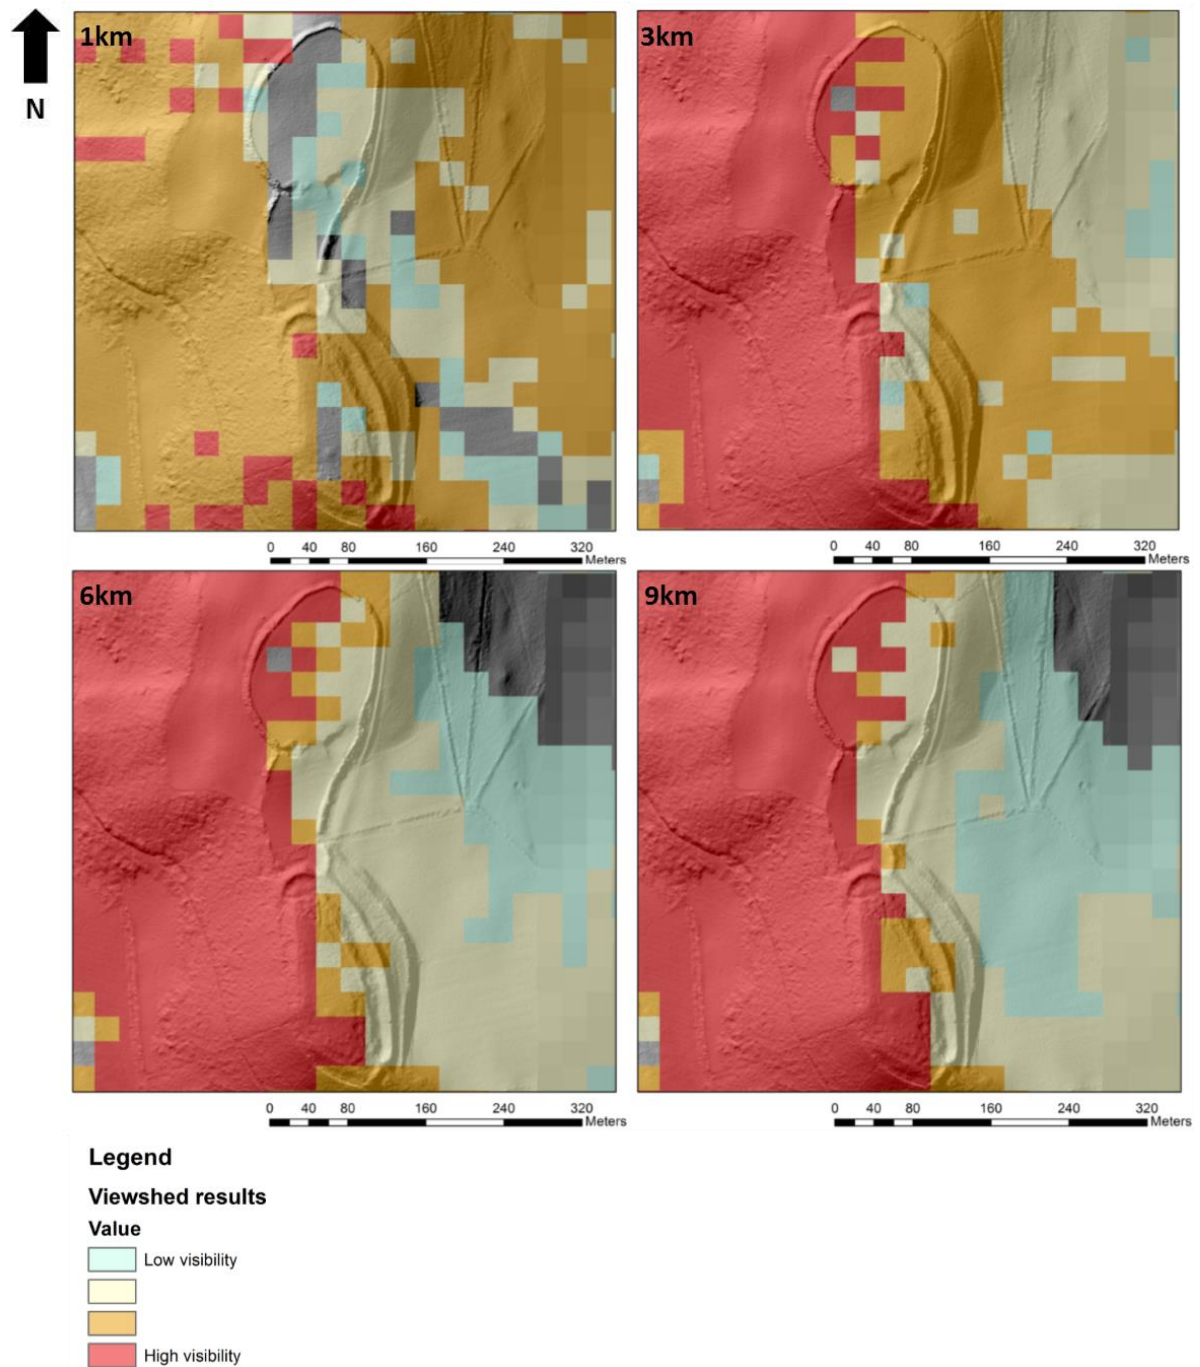 1km
3km
N
0 40 80 160 240 320
Meters
0 40 80 160 240 320
Meters
6km
9km
0 40 80 160 240 320
Meters
0 40 80 160 240 320
Meters
Legend
Viewshed results
Value
Low visibility
High visibility